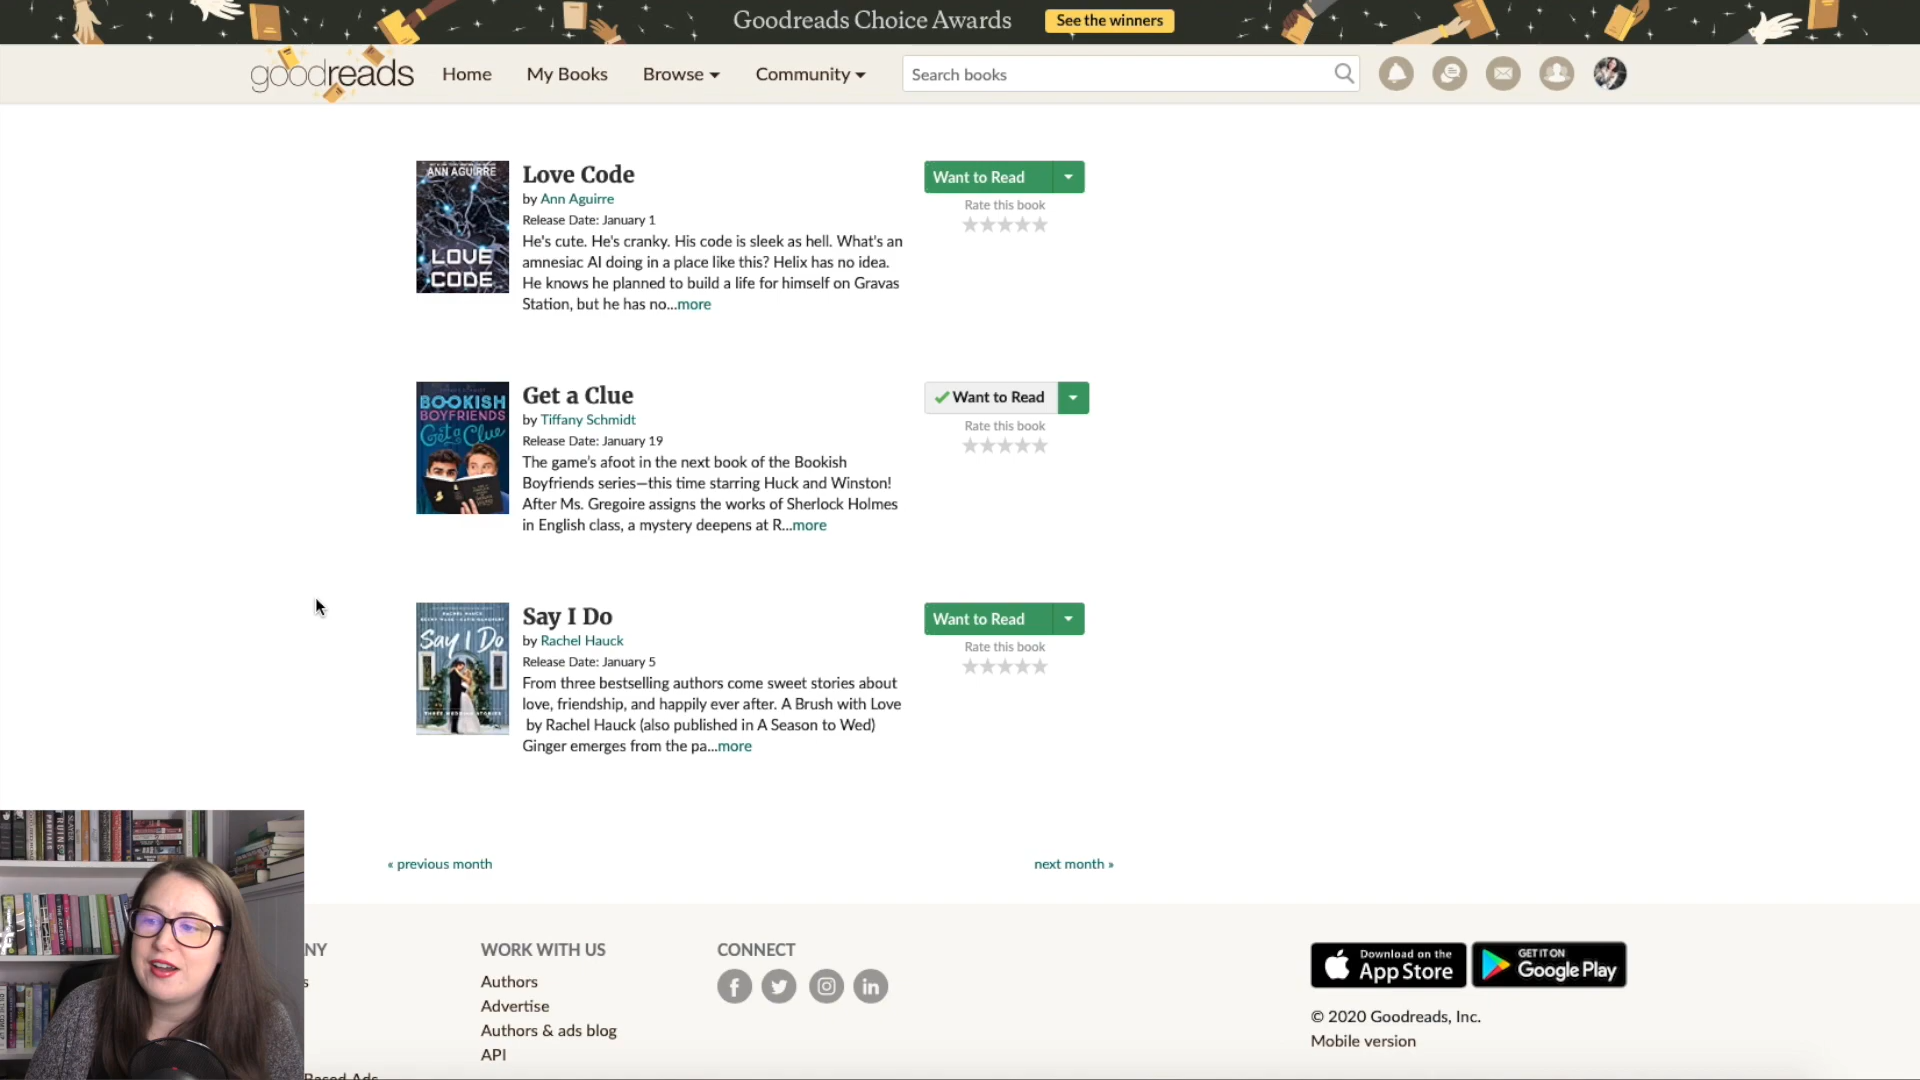 Goodreads Choice Awards
See the winners
goodreads
Home
My Books
Browse
Community
Search books
ANN AGUIRRE
LOVE
CODE
Love Code
by Ann Aguirre
Release Date: January 1
He's cute. He's cranky. His code is sleek as hell. What's an
amnesiac AI doing in a place like this? Helix has no idea.
He knows he planned to build a life for himself on Gravas
Station, but he has no...more
Want to Read
Rate this book
BOOKISH
BOYFRIENDS
Get a Clue
Get a Clue
by Tiffany Schmidt
Release Date: January 19
The game's afoot in the next book of the Bookish
Boyfriends series—this time starring Huck and Winston!
After Ms. Gregoire assigns the works of Sherlock Holmes
in English class, a mystery deepens at R...more
Want to Read
Rate this book
RACHEL HAUCK
Say I Do
THREE WEDDING STORIES
Say I Do
by Rachel Hauck
Release Date: January 5
From three bestselling authors come sweet stories about
love, friendship, and happily ever after. A Brush with Love
by Rachel Hauck (also published in A Season to Wed)
Ginger emerges from the pa...more
Want to Read
Rate this book
« previous month
next month »
NY
s
Based Ads
WORK WITH US
Authors
Advertise
Authors & ads blog
API
CONNECT
Download on the
App Store
GET IT ON
Google Play
© 2020 Goodreads, Inc.
Mobile version